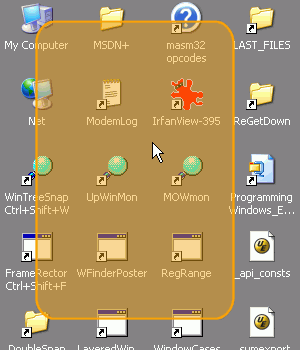 My Computer MSDN+ masm32 LAST_FILES
opcodes
Net ModemLog IrfanView-395 ReGetDown
WinTreeSnap UpWinMon MOWmon Programming
Ctrl+Shift+W Windows_E...
FrameRector WFinderPoster RegRange _api_consts
Ctrl+Shift+F
DoubleSnap LayeredWin... WindowCases sumexport